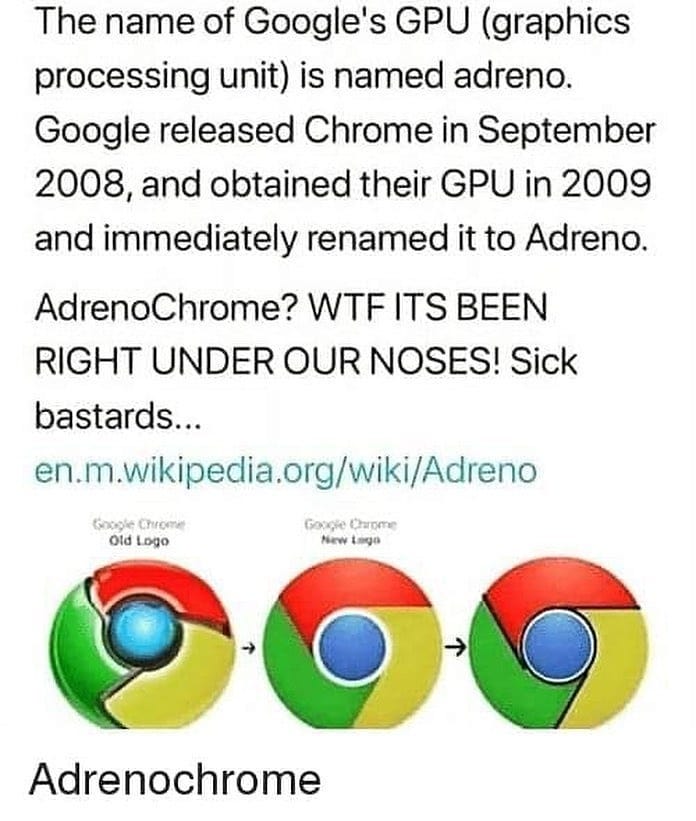 The name of Google's GPU (graphics
processing unit) is named adreno.
Google released Chrome in September
2008, and obtained their GPU in 2009
and immediately renamed it to Adreno.
AdrenoChrome? WTF ITS BEEN
RIGHT UNDER OUR NOSES! Sick
bastards...
en.m.wikipedia.org/wiki/Adreno
Google Chrome
Old Logo
Google Chrome
New Logo
Adrenochrome